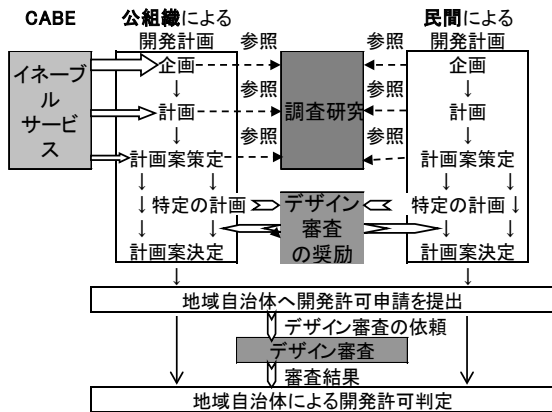 CABE 公組織による 民間による
開発計画 参照 参照 開発計画
イネーブ
ル
サービ
ス
企画 企画
↓ 参照 参照 ↓
計画 調査研究 計画
↓ 参照 参照 ↓
計画案策定 計画案策定
↓ ↓ ↓ ↓
↓ 特定の計画 デザイン 特定の計画 ↓
↓ ↓ 審査 ↓ ↓
の奨励
計画案決定 計画案決定
↓ ↓
地域自治体へ開発許可申請を提出
デザイン審査の依頼
デザイン審査
審査結果
地域自治体による開発許可判定